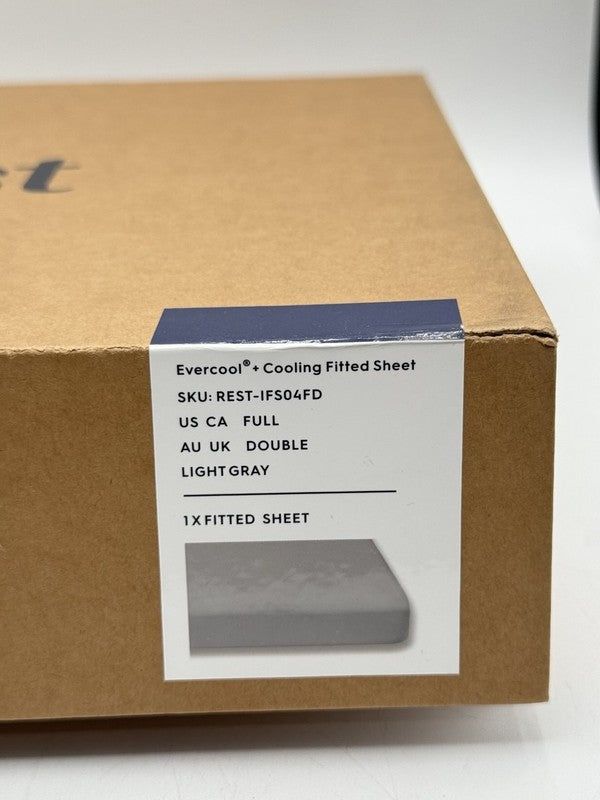 Evercool®+ Cooling Fitted Sheet
SKU: REST-IFS04FD
US CA FULL
AU UK DOUBLE
LIGHT GRAY
1 X FITTED SHEET